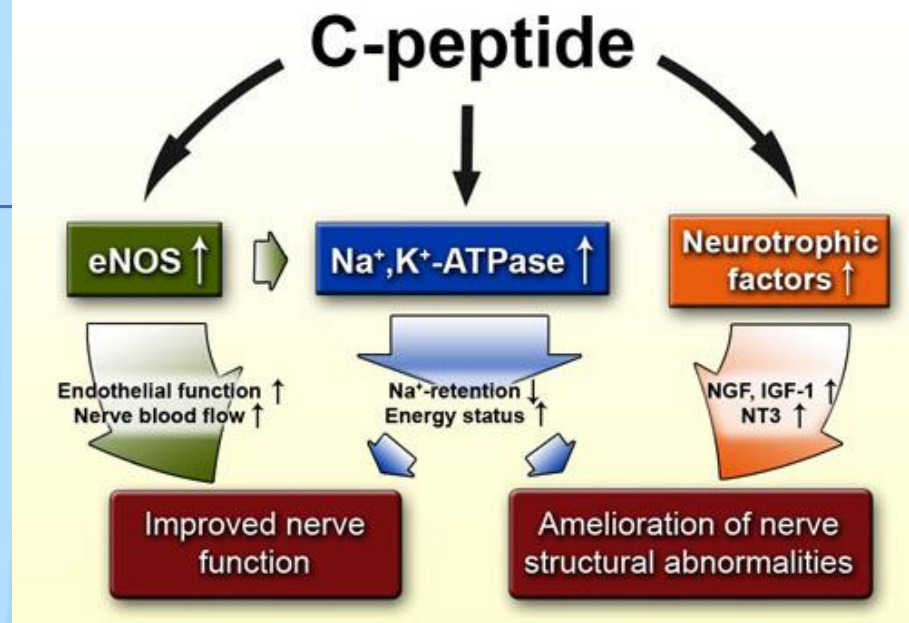 C-peptide
eNOS ↑
Na⁺,K⁺-ATPase ↑
Neurotrophic
factors ↑
Endothelial function ↑
Nerve blood flow ↑
Na⁺-retention ↓
Energy status ↑
NGF, IGF-1 ↑
NT3 ↑
Improved nerve
function
Amelioration of nerve
structural abnormalities